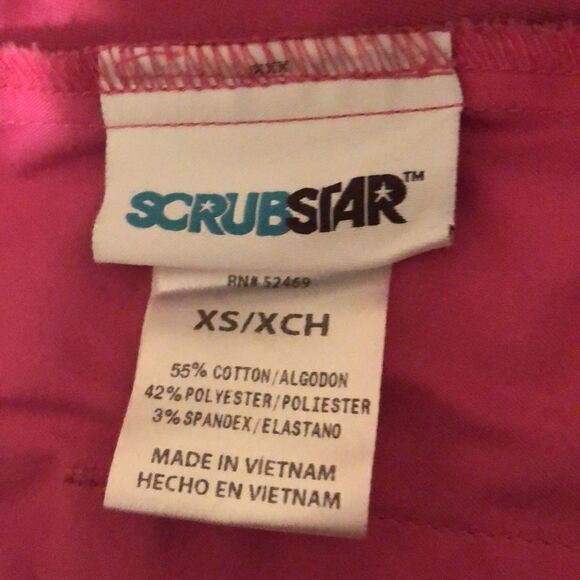 SCRUBSTAR™
RN# 52469
XS/XCH
55% COTTON/ALGODON
42% POLYESTER/POLIESTER
3% SPANDEX/ELASTANO
MADE IN VIETNAM
HECHO EN VIETNAM